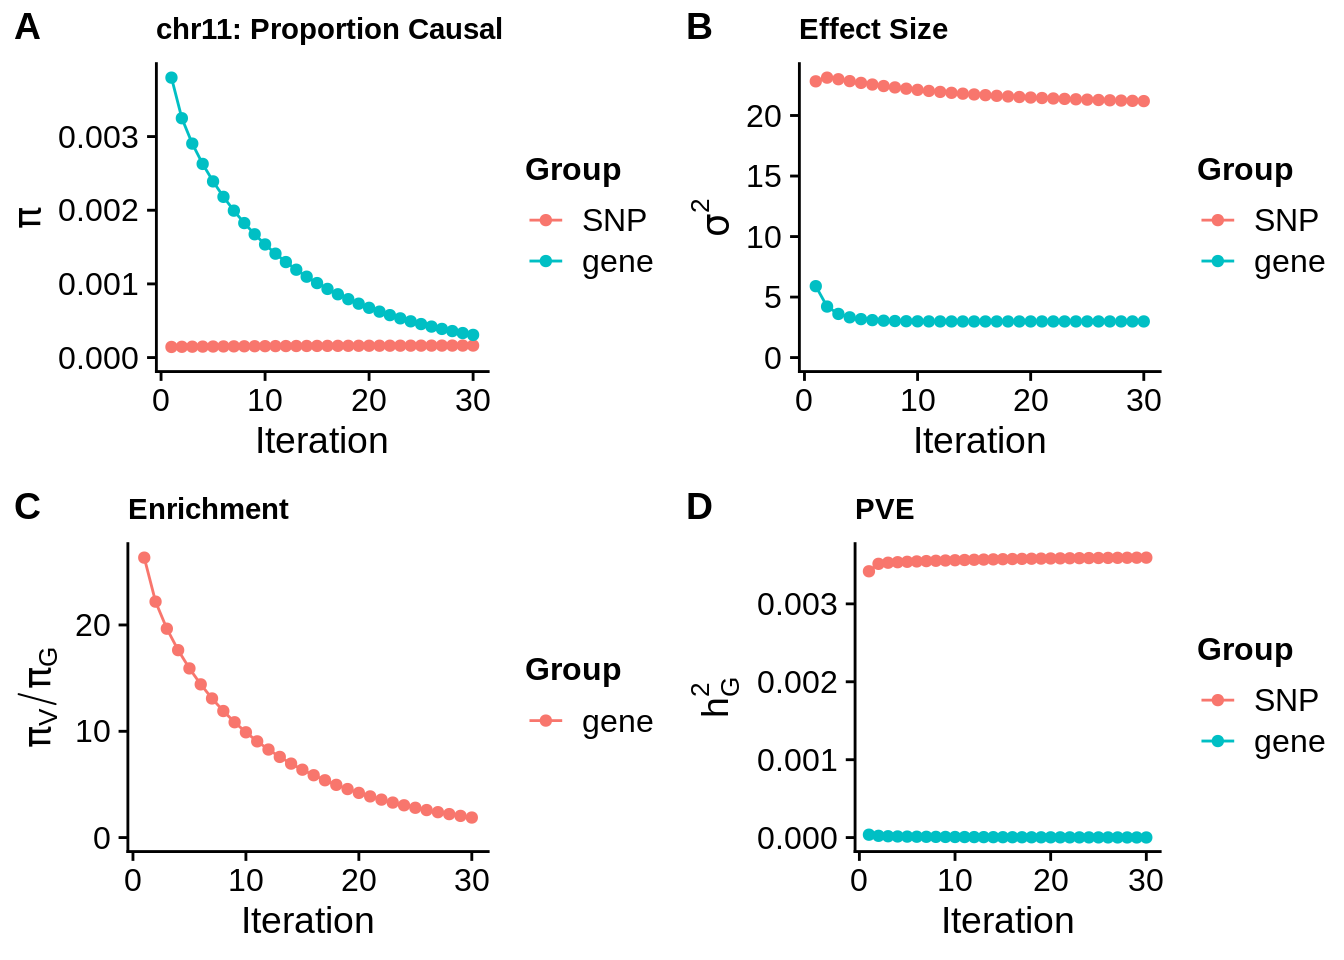 A
chr11: Proportion Causal
π
0.003
0.002
0.001
0.000
0 10 20 30
Iteration
Group
SNP
gene
B
Effect Size
σ²
20
15
10
5
0
0 10 20 30
Iteration
Group
SNP
gene
C
Enrichment
π_V/π_G
20
10
0
0 10 20 30
Iteration
Group
gene
D
PVE
h²_G
0.003
0.002
0.001
0.000
0 10 20 30
Iteration
Group
SNP
gene